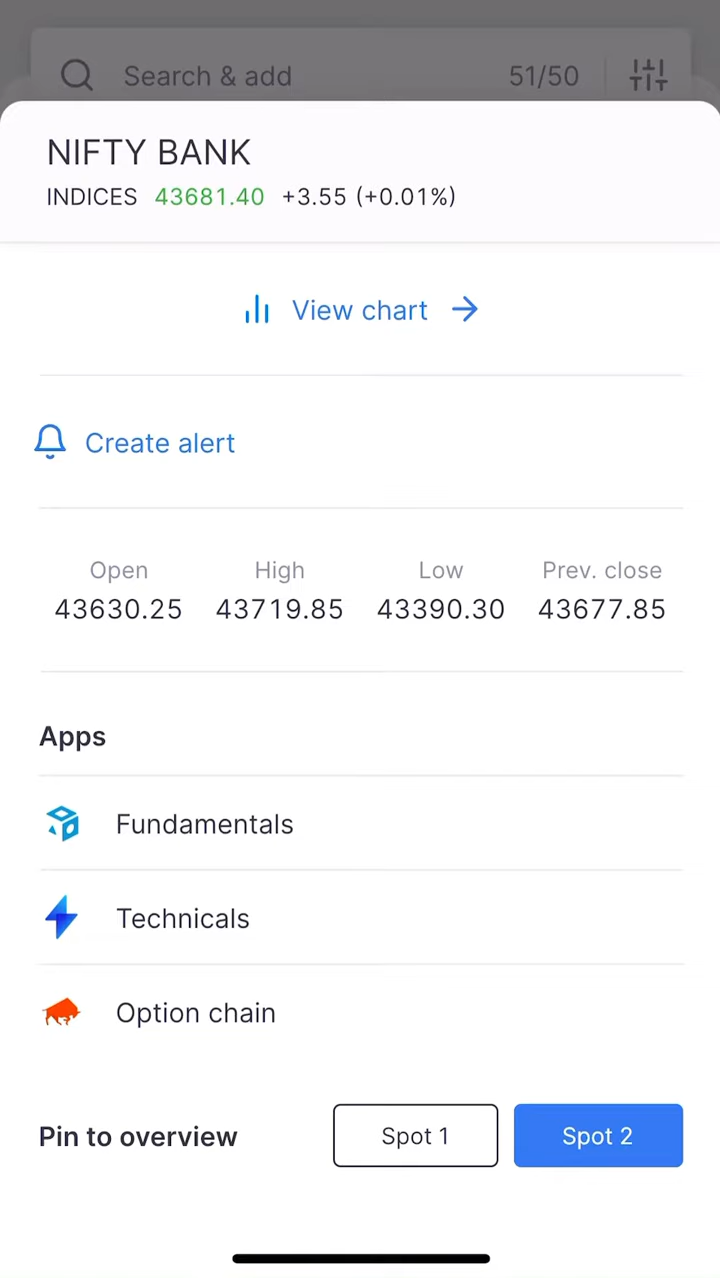 Search & add 51/50
NIFTY BANK
INDICES 43681.40 +3.55 (+0.01%)
View chart
Create alert
Open High Low Prev. close
43630.25 43719.85 43390.30 43677.85
Apps
Fundamentals
Technicals
Option chain
Pin to overview Spot 1 Spot 2